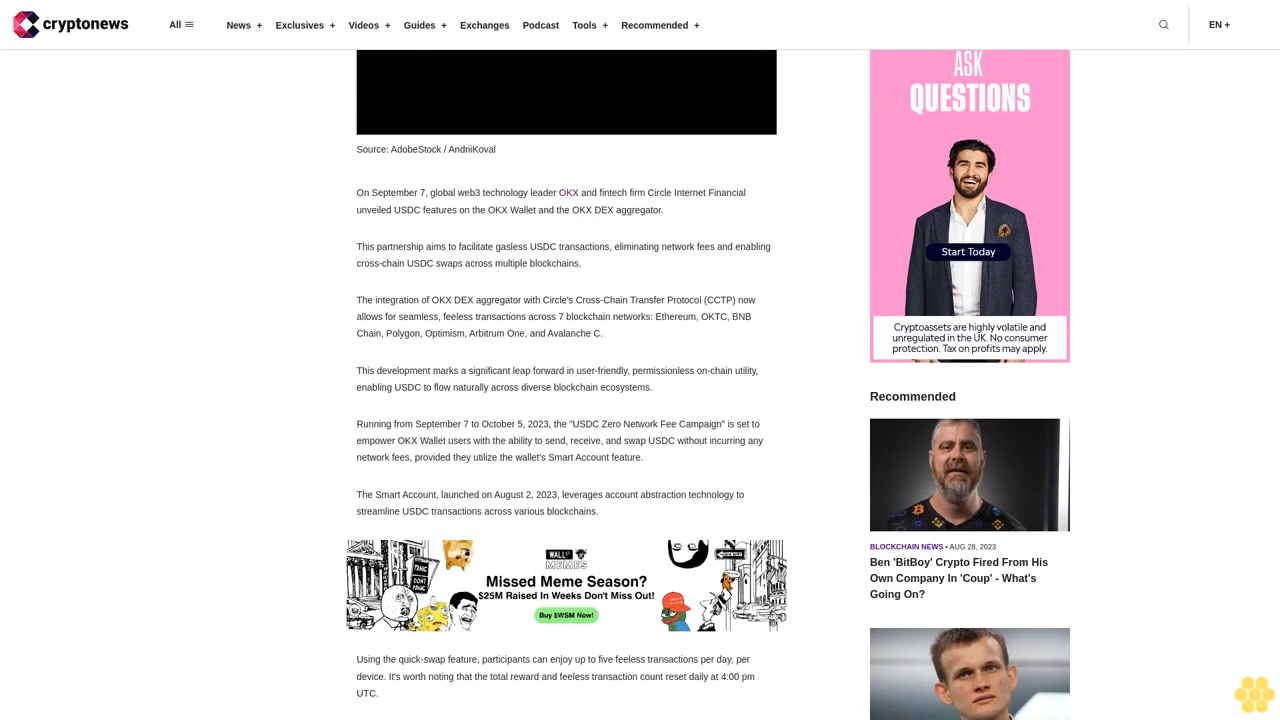 cryptonews
All
News +
Exclusives +
Videos +
Guides +
Exchanges
Podcast
Tools +
Recommended +
EN +
Source: AdobeStock / AndriiKoval
On September 7, global web3 technology leader OKX and fintech firm Circle Internet Financial
unveiled USDC features on the OKX Wallet and the OKX DEX aggregator.
This partnership aims to facilitate gasless USDC transactions, eliminating network fees and enabling
cross-chain USDC swaps across multiple blockchains.
The integration of OKX DEX aggregator with Circle's Cross-Chain Transfer Protocol (CCTP) now
allows for seamless, feeless transactions across 7 blockchain networks: Ethereum, OKTC, BNB
Chain, Polygon, Optimism, Arbitrum One, and Avalanche C.
This development marks a significant leap forward in user-friendly, permissionless on-chain utility,
enabling USDC to flow naturally across diverse blockchain ecosystems.
Running from September 7 to October 5, 2023, the "USDC Zero Network Fee Campaign" is set to
empower OKX Wallet users with the ability to send, receive, and swap USDC without incurring any
network fees, provided they utilize the wallet's Smart Account feature.
The Smart Account, launched on August 2, 2023, leverages account abstraction technology to
streamline USDC transactions across various blockchains.
PANIC
DON'T
PANIC
WALL ST
MEMES
Missed Meme Season?
$25M Raised In Weeks Don't Miss Out!
Buy $WSM Now!
Using the quick-swap feature, participants can enjoy up to five feeless transactions per day, per
device. It's worth noting that the total reward and feeless transaction count reset daily at 4:00 pm
UTC.
ASK
QUESTIONS
Start Today
Cryptoassets are highly volatile and
unregulated in the UK. No consumer
protection. Tax on profits may apply.
Recommended
BLOCKCHAIN NEWS • AUG 28, 2023
Ben 'BitBoy' Crypto Fired From His
Own Company In 'Coup' - What's
Going On?